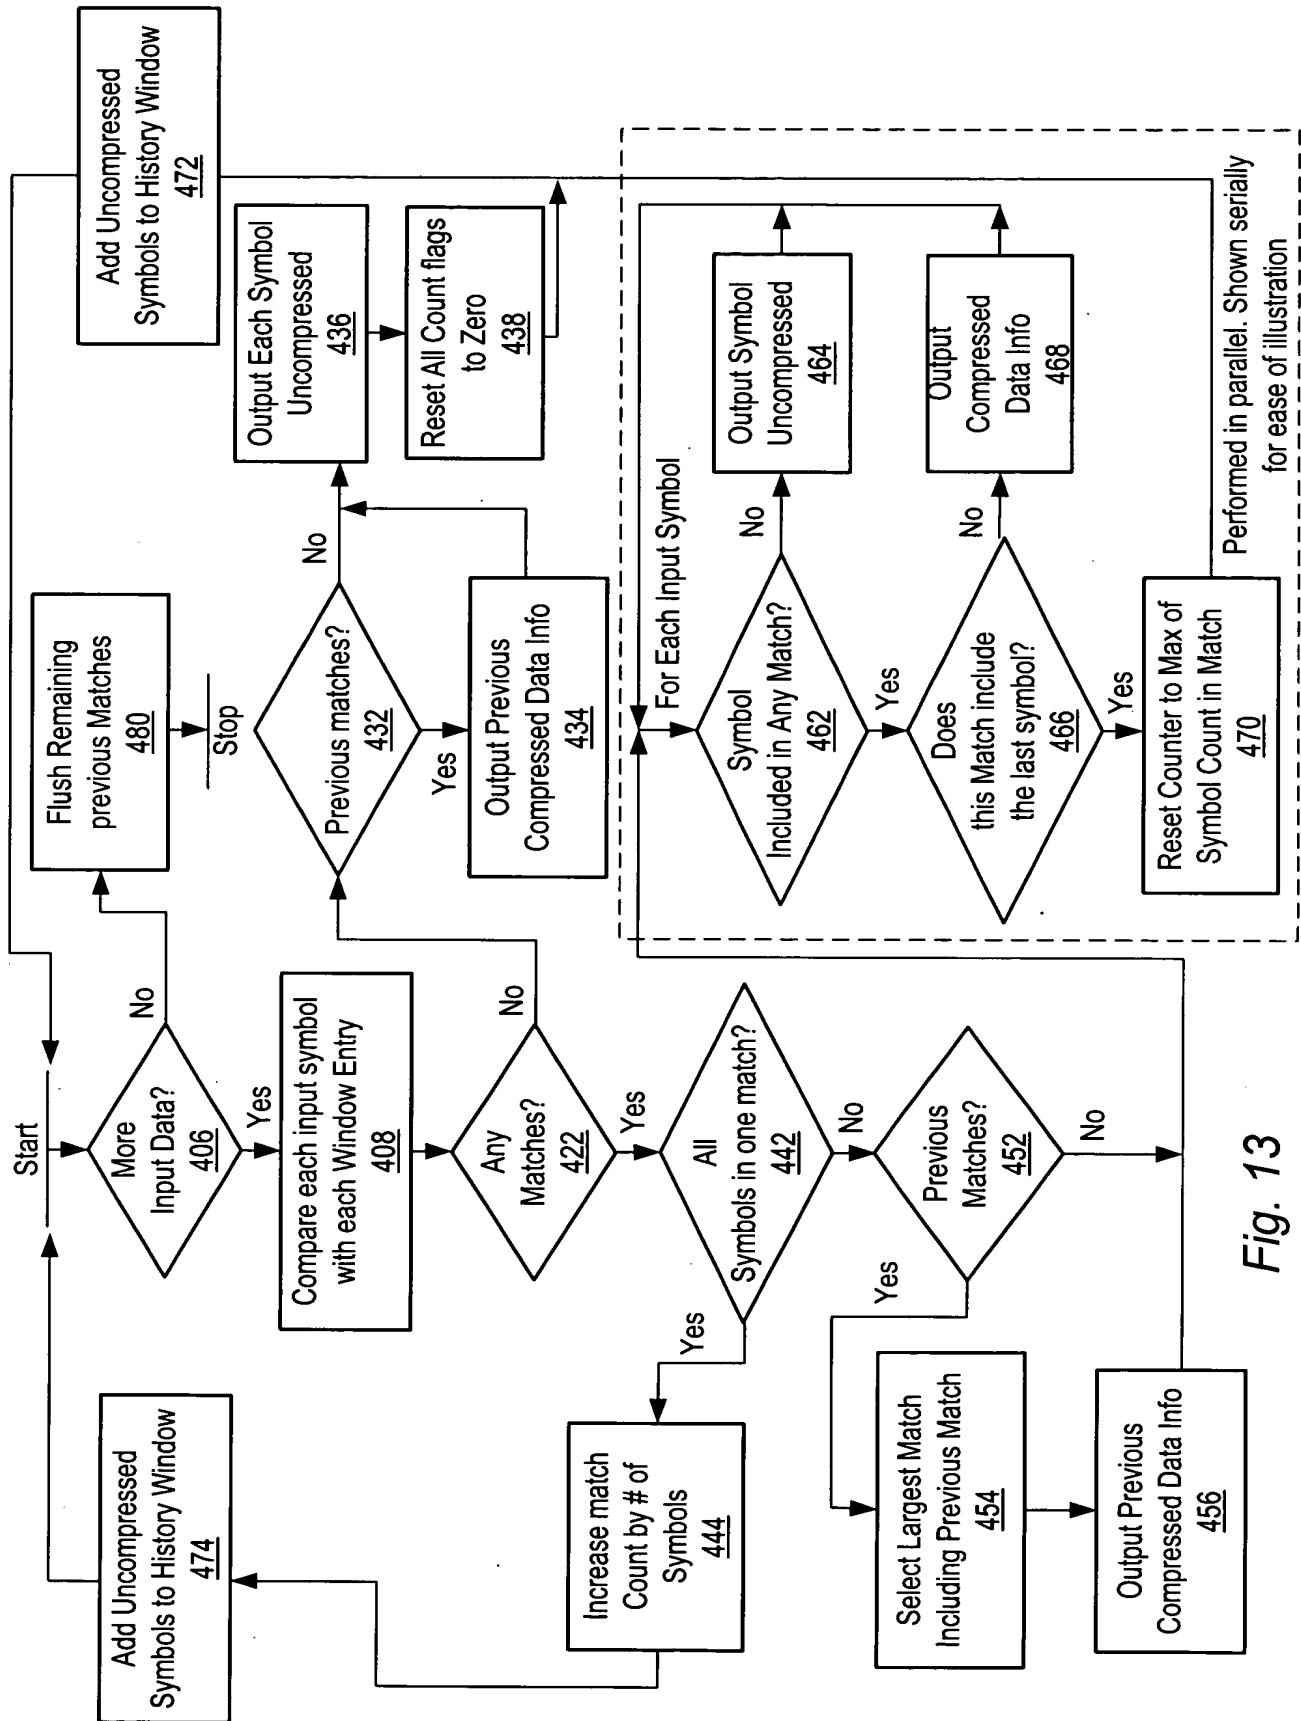 Start
More
Input Data?
406
No
Yes
Flush Remaining
previous Matches
480
Stop
Compare each input symbol
with each Window Entry
408
Any
Matches?
422
No
Yes
Previous matches?
432
No
Yes
Output Previous
Compressed Data Info
434
Output Each Symbol
Uncompressed
436
Reset All Count flags
to Zero
438
Add Uncompressed
Symbols to History Window
472
All
Symbols in one match?
442
Yes
No
Increase match
Count by # of
Symbols
444
Add Uncompressed
Symbols to History Window
474
Previous
Matches?
452
Yes
No
Select Largest Match
Including Previous Match
454
Output Previous
Compressed Data Info
456
For Each Input Symbol
Symbol
Included in Any Match?
462
No
Yes
Output Symbol
Uncompressed
464
Does
this Match include
the last symbol?
466
No
Yes
Output
Compressed
Data Info
468
Reset Counter to Max of
Symbol Count in Match
470
Performed in parallel. Shown serially
for ease of illustration
Fig. 13